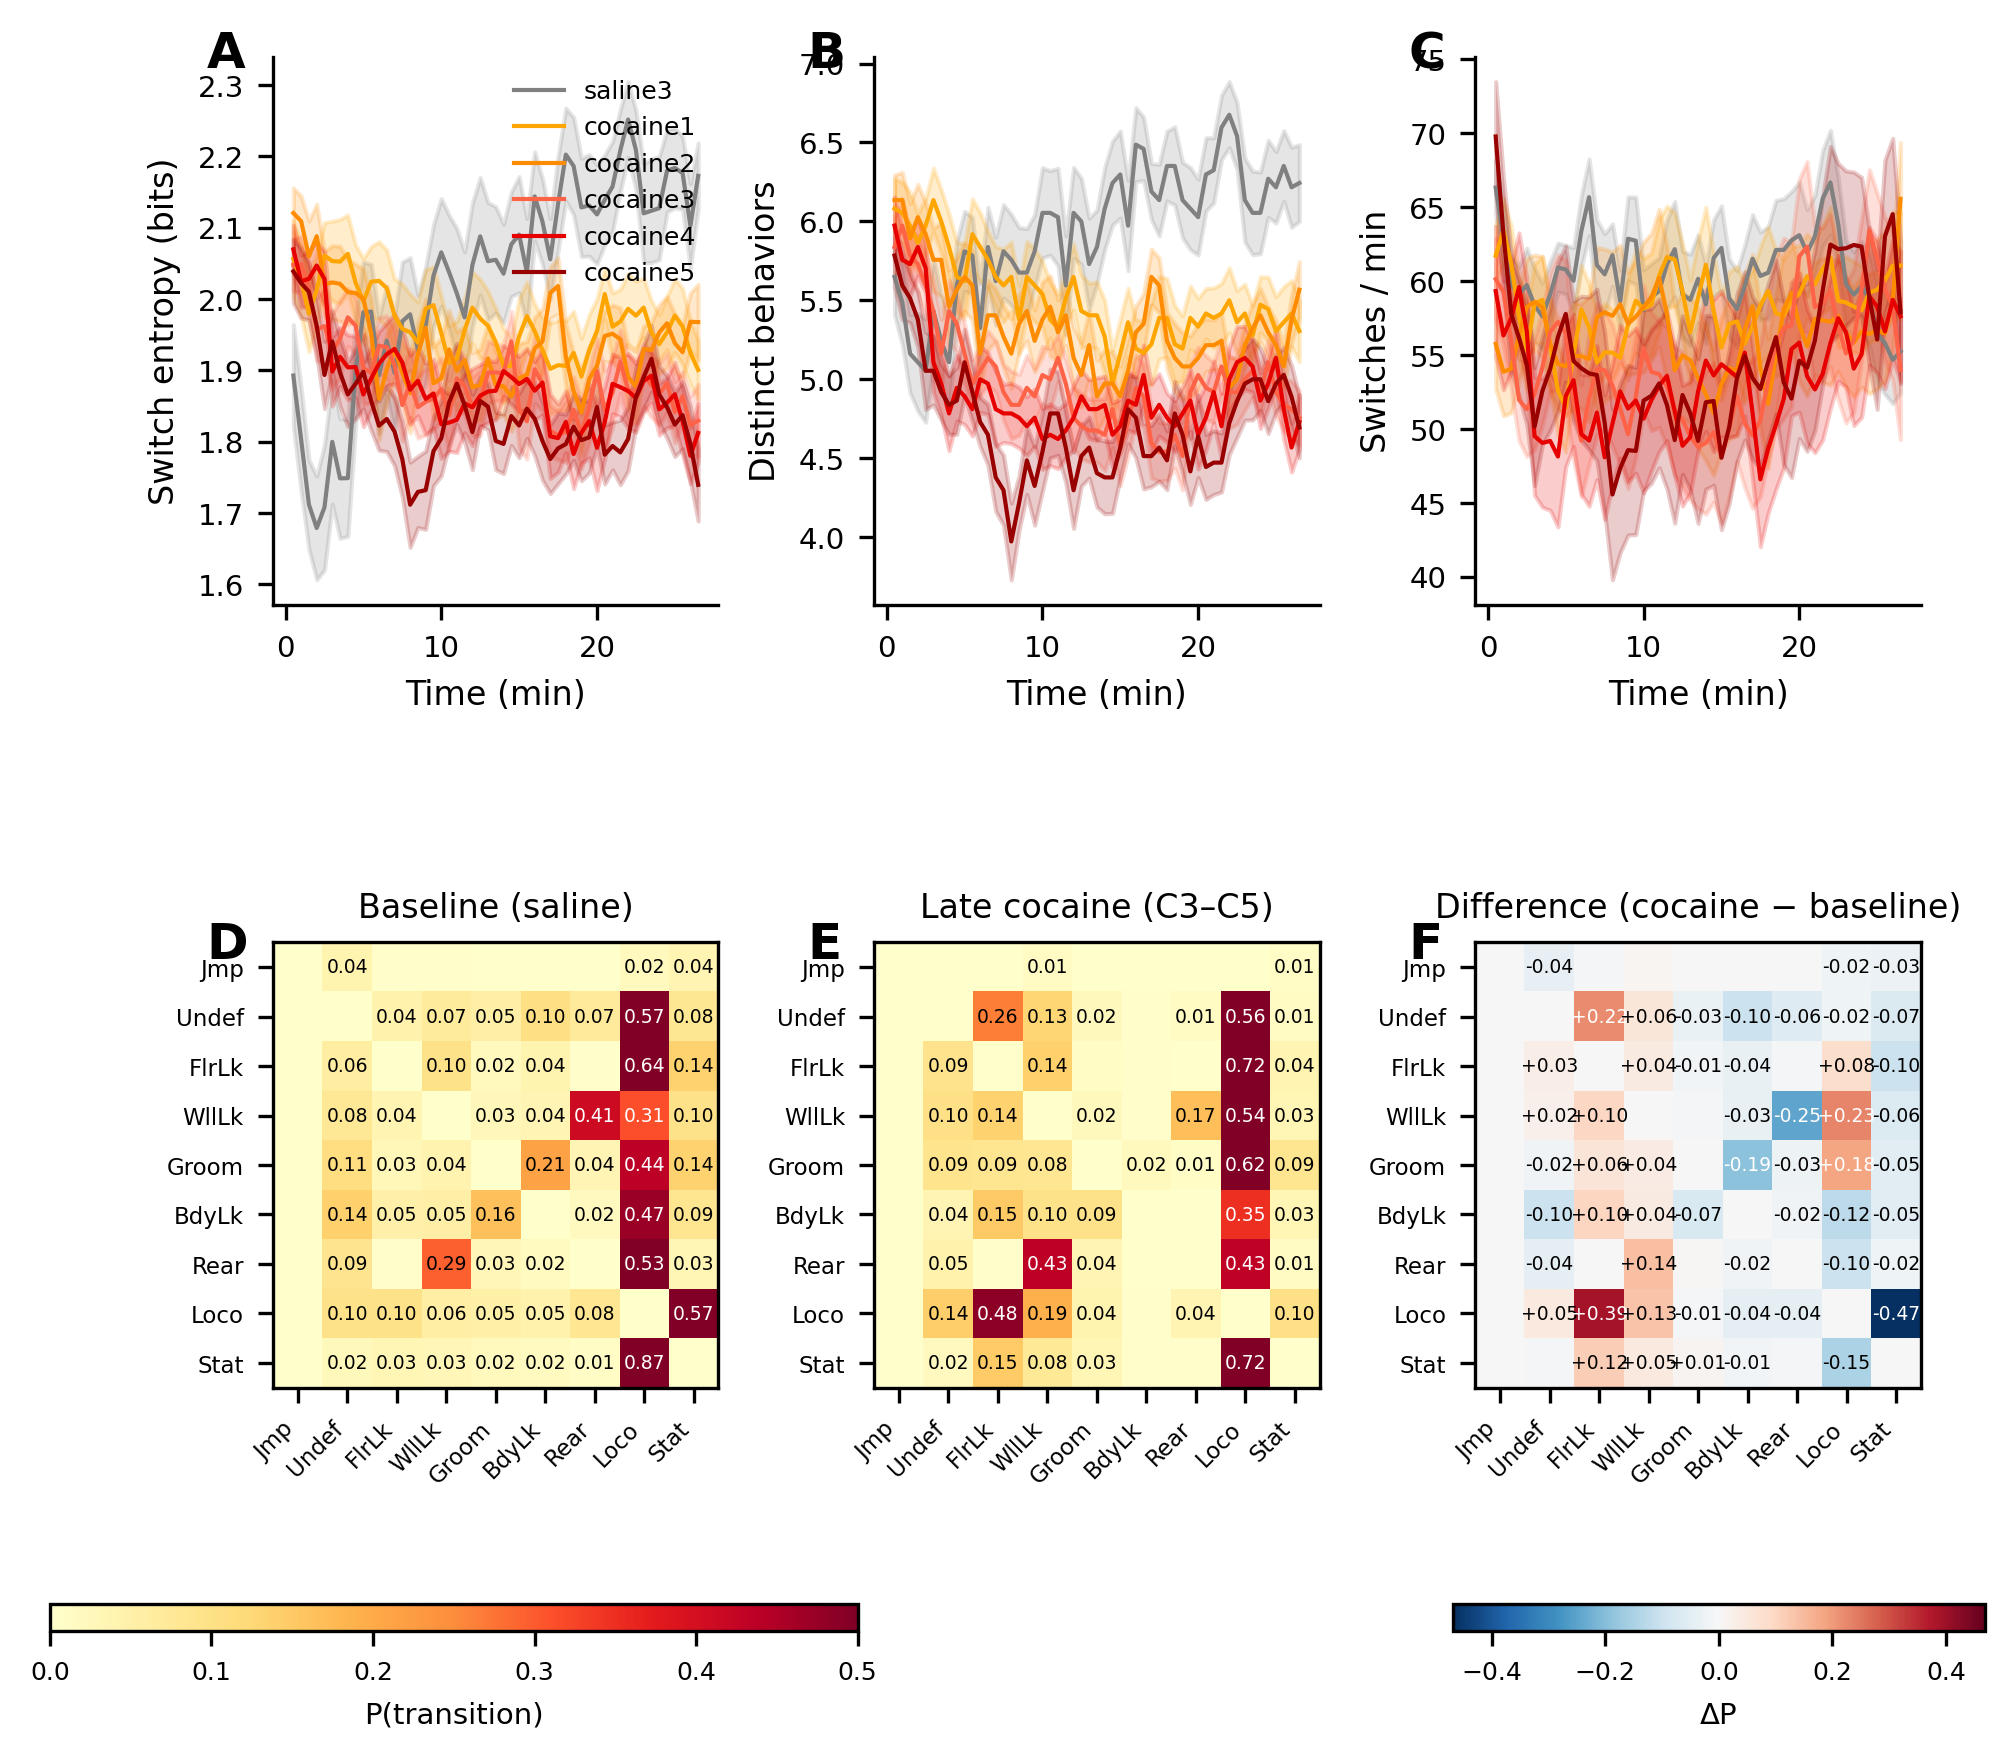 A
2.3
2.2
2.1
2.0
1.9
1.8
1.7
1.6
Switch entropy (bits)
saline3
cocaine1
cocaine2
cocaine3
cocaine4
cocaine5
0 10 20
Time (min)
B
7.0
6.5
6.0
5.5
5.0
4.5
4.0
Distinct behaviors
0 10 20
Time (min)
C
75
70
65
60
55
50
45
40
Switches / min
0 10 20
Time (min)
D
Baseline (saline)
Jmp 0.04 0.02 0.04
Undef 0.04 0.07 0.05 0.10 0.07 0.57 0.08
FlrLk 0.06 0.10 0.02 0.04 0.64 0.14
WllLk 0.08 0.04 0.03 0.04 0.41 0.31 0.10
Groom 0.11 0.03 0.04 0.21 0.04 0.44 0.14
BdyLk 0.14 0.05 0.05 0.16 0.02 0.47 0.09
Rear 0.09 0.29 0.03 0.02 0.53 0.03
Loco 0.10 0.10 0.06 0.05 0.05 0.08 0.57
Stat 0.02 0.03 0.03 0.02 0.02 0.01 0.87
Jmp Undef FlrLk WllLk Groom BdyLk Rear Loco Stat
E
Late cocaine (C3–C5)
Jmp 0.01 0.01
Undef 0.26 0.13 0.02 0.01 0.56 0.01
FlrLk 0.09 0.14 0.72 0.04
WllLk 0.10 0.14 0.02 0.17 0.54 0.03
Groom 0.09 0.09 0.08 0.02 0.01 0.62 0.09
BdyLk 0.04 0.15 0.10 0.09 0.35 0.03
Rear 0.05 0.43 0.04 0.43 0.01
Loco 0.14 0.48 0.19 0.04 0.04 0.10
Stat 0.02 0.15 0.08 0.03 0.72
Jmp Undef FlrLk WllLk Groom BdyLk Rear Loco Stat
F
Difference (cocaine − baseline)
Jmp -0.04 -0.02 -0.03
Undef +0.22 +0.06 -0.03 -0.10 -0.06 -0.02 -0.07
FlrLk +0.03 +0.04 -0.01 -0.04 +0.08 -0.10
WllLk +0.02 +0.10 -0.03 -0.25 +0.23 -0.06
Groom -0.02 +0.06 +0.04 -0.19 -0.03 +0.18 -0.05
BdyLk -0.10 +0.10 +0.04 -0.07 -0.02 -0.12 -0.05
Rear -0.04 +0.14 -0.02 -0.10 -0.02
Loco +0.05 +0.39 +0.13 -0.01 -0.04 -0.04 -0.47
Stat +0.12 +0.05 +0.01 -0.01 -0.15
Jmp Undef FlrLk WllLk Groom BdyLk Rear Loco Stat
0.0 0.1 0.2 0.3 0.4 0.5
P(transition)
−0.4 −0.2 0.0 0.2 0.4
ΔP